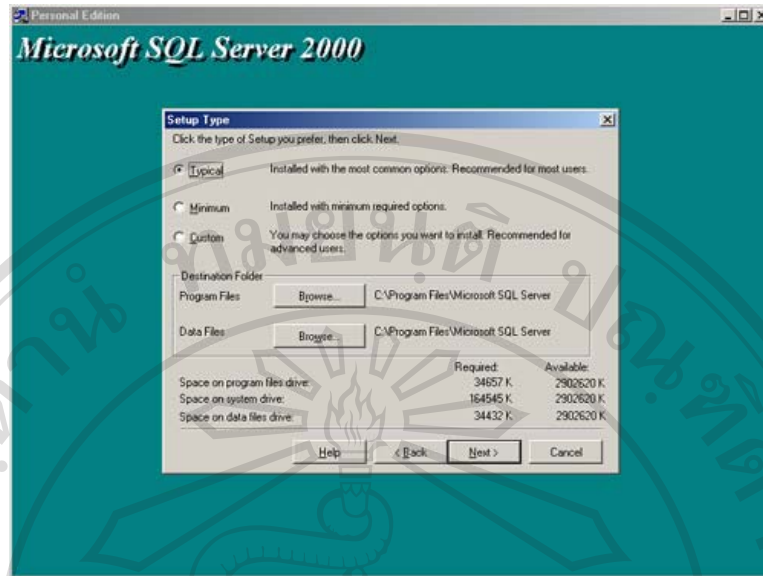 Personal Edition
Microsoft SQL Server 2000
Setup Type
Click the type of Setup you prefer, then click Next.
Typical Installed with the most common options. Recommended for most users.
Minimum Installed with minimum required options.
Custom You may choose the options you want to install. Recommended for
advanced users.
Destination Folder
Program Files Browse... C:\Program Files\Microsoft SQL Server
Data Files Browse... C:\Program Files\Microsoft SQL Server
Required: Available:
Space on program files drive: 34657 K 2902620 K
Space on system drive: 164545 K 2902620 K
Space on data files drive: 34432 K 2902620 K
Help < Back Next > Cancel